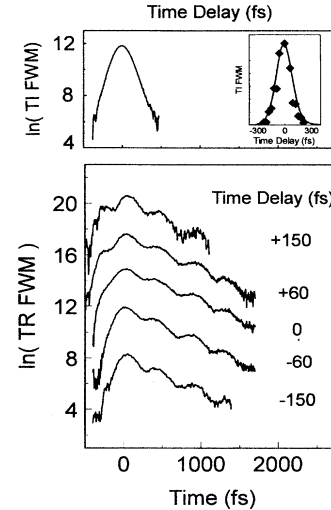 Time Delay (fs)
ln( TI FWM )
12
8
4
TI FWM
-300 0 300
Time Delay (fs)
ln( TR FWM )
20
16
12
8
4
Time Delay (fs)
+150
+60
0
-60
-150
0 1000 2000
Time (fs)